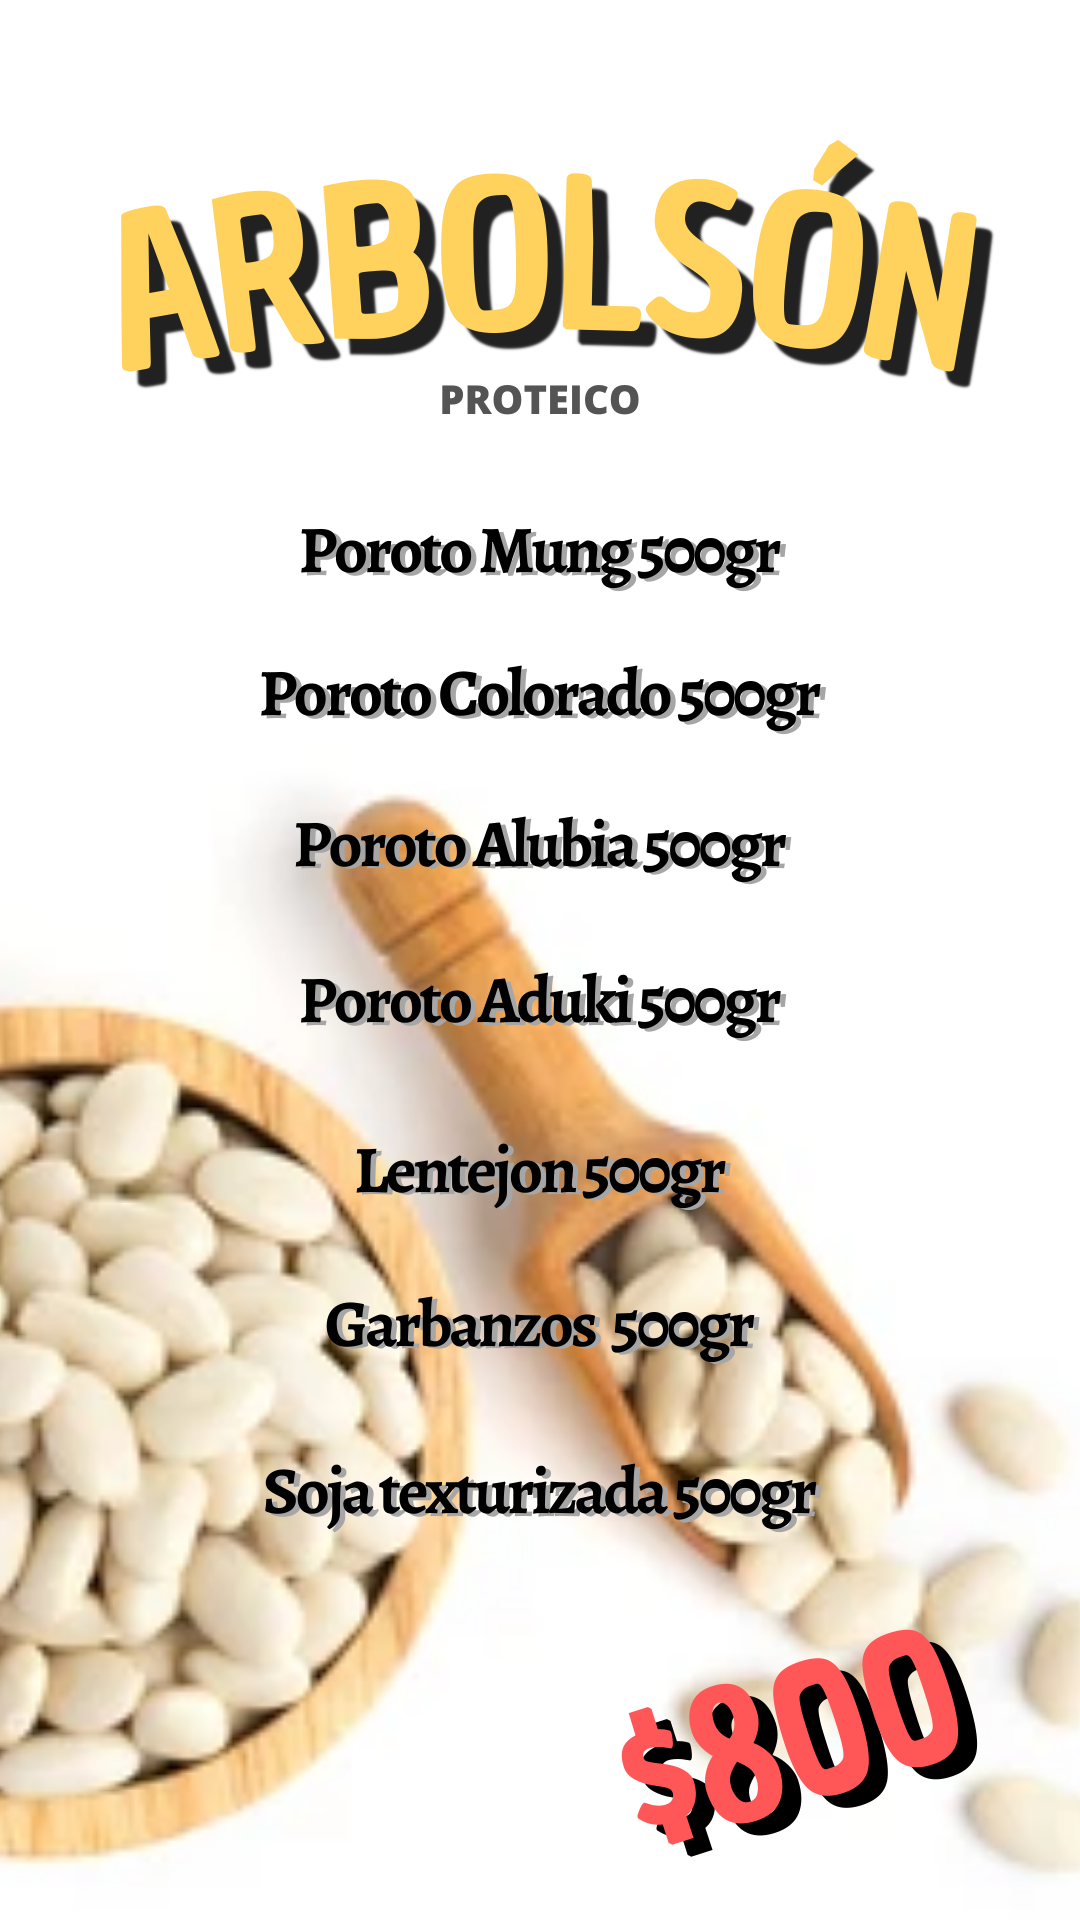 ARBOLSÓN
PROTEICO
Poroto Mung 500gr
Poroto Colorado 500gr
Poroto Alubia 500gr
Poroto Aduki 500gr
Lentejon 500gr
Garbanzos 500gr
Soja texturizada 500gr
$800